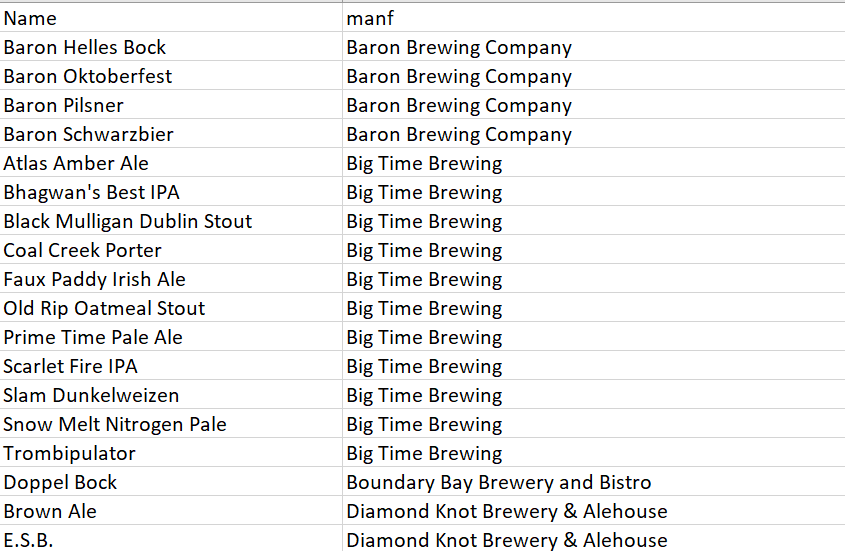 Name manf
Baron Helles Bock Baron Brewing Company
Baron Oktoberfest Baron Brewing Company
Baron Pilsner Baron Brewing Company
Baron Schwarzbier Baron Brewing Company
Atlas Amber Ale Big Time Brewing
Bhagwan's Best IPA Big Time Brewing
Black Mulligan Dublin Stout Big Time Brewing
Coal Creek Porter Big Time Brewing
Faux Paddy Irish Ale Big Time Brewing
Old Rip Oatmeal Stout Big Time Brewing
Prime Time Pale Ale Big Time Brewing
Scarlet Fire IPA Big Time Brewing
Slam Dunkelweizen Big Time Brewing
Snow Melt Nitrogen Pale Big Time Brewing
Trombipulator Big Time Brewing
Doppel Bock Boundary Bay Brewery and Bistro
Brown Ale Diamond Knot Brewery & Alehouse
E.S.B. Diamond Knot Brewery & Alehouse